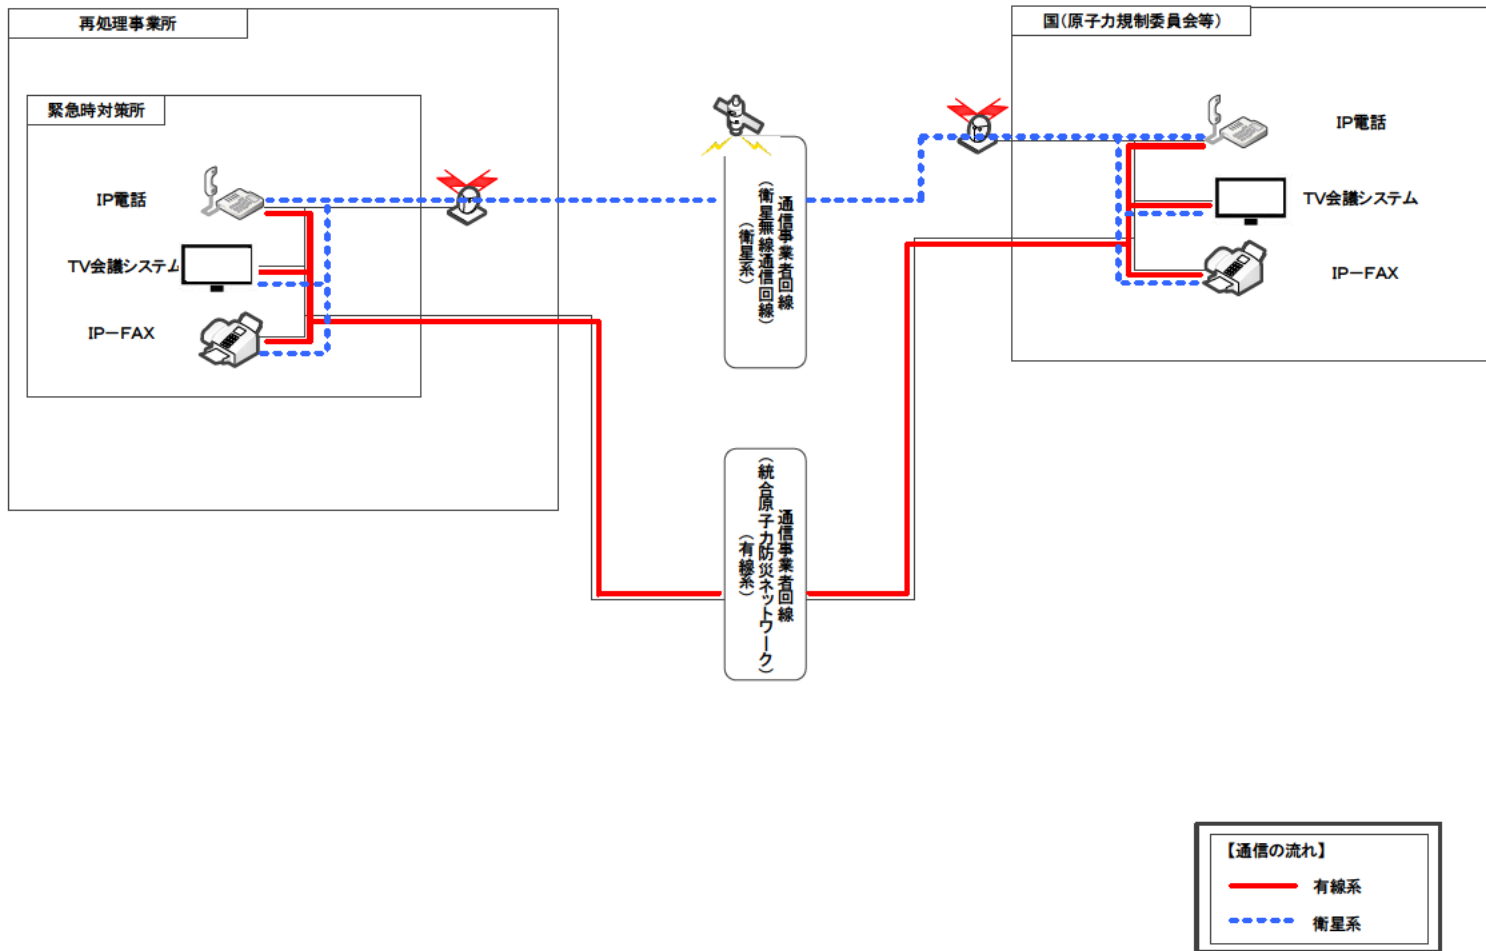 再処理事業所
緊急時対策所
IP電話
TV会議システム
IP－FAX
通信事業者回線
（衛星無線通信回線）
（衛星系）
通信事業者回線
（統合原子力防災ネットワーク）
（有線系）
国（原子力規制委員会等）
IP電話
TV会議システム
IP－FAX
【通信の流れ】
有線系
衛星系